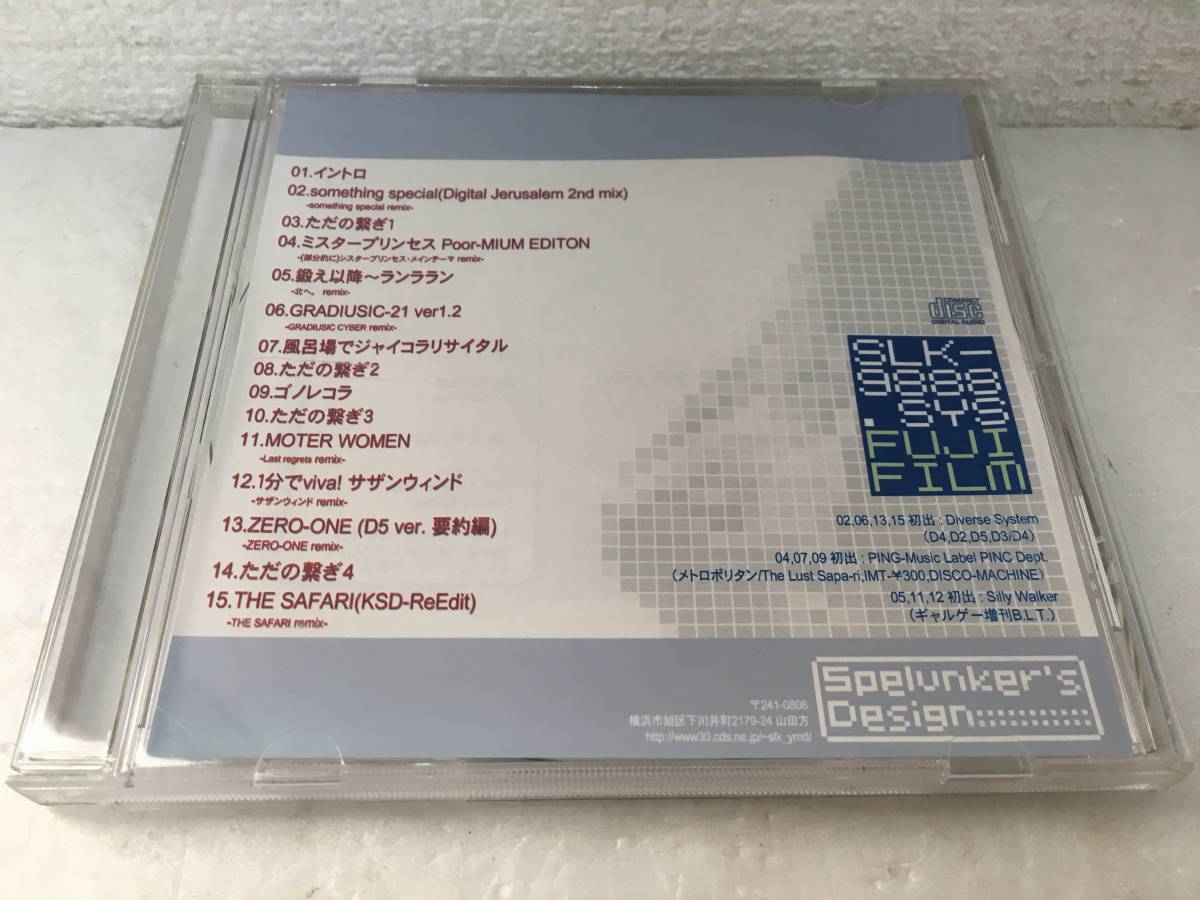 01.イントロ
02.something special(Digital Jerusalem 2nd mix)
-something special remix-
03.ただの繋ぎ1
04.ミスタープリンセス Poor-MIUM EDITON
-(部分的に)シスタープリンセス・メインテーマ remix-
05.鍛え以降～ランララン
-北へ。 remix-
06.GRADIUSIC-21 ver1.2
-GRADIUSIC CYBER remix-
07.風呂場でジャイコラリサイタル
08.ただの繋ぎ2
09.ゴノレコラ
10.ただの繋ぎ3
11.MOTER WOMEN
-Last regrets remix-
12.1分でviva! サザンウィンド
-サザンウィンド remix-
13.ZERO-ONE (D5 ver. 要約編)
-ZERO-ONE remix-
14.ただの繋ぎ4
15.THE SAFARI(KSD-ReEdit)
-THE SAFARI remix-
COMPACT
disc
DIGITAL AUDIO
SLK-
9888
.SYS
FUJI
FILM
02,06,13,15 初出 : Diverse System
(D4,D2,D5,D3/D4)
04,07,09 初出 : PING-Music Label PINC Dept.
(メトロポリタン/The Lust Sapa-ri,IMT-¥300,DISCO-MACHINE)
05,11,12 初出 : Silly Walker
(ギャルゲー増刊B.L.T.)
Spelunker's
Design
〒241-0806
横浜市旭区下川井町2179-24 山田方
http://www30.cds.ne.jp/~slk_ymd/